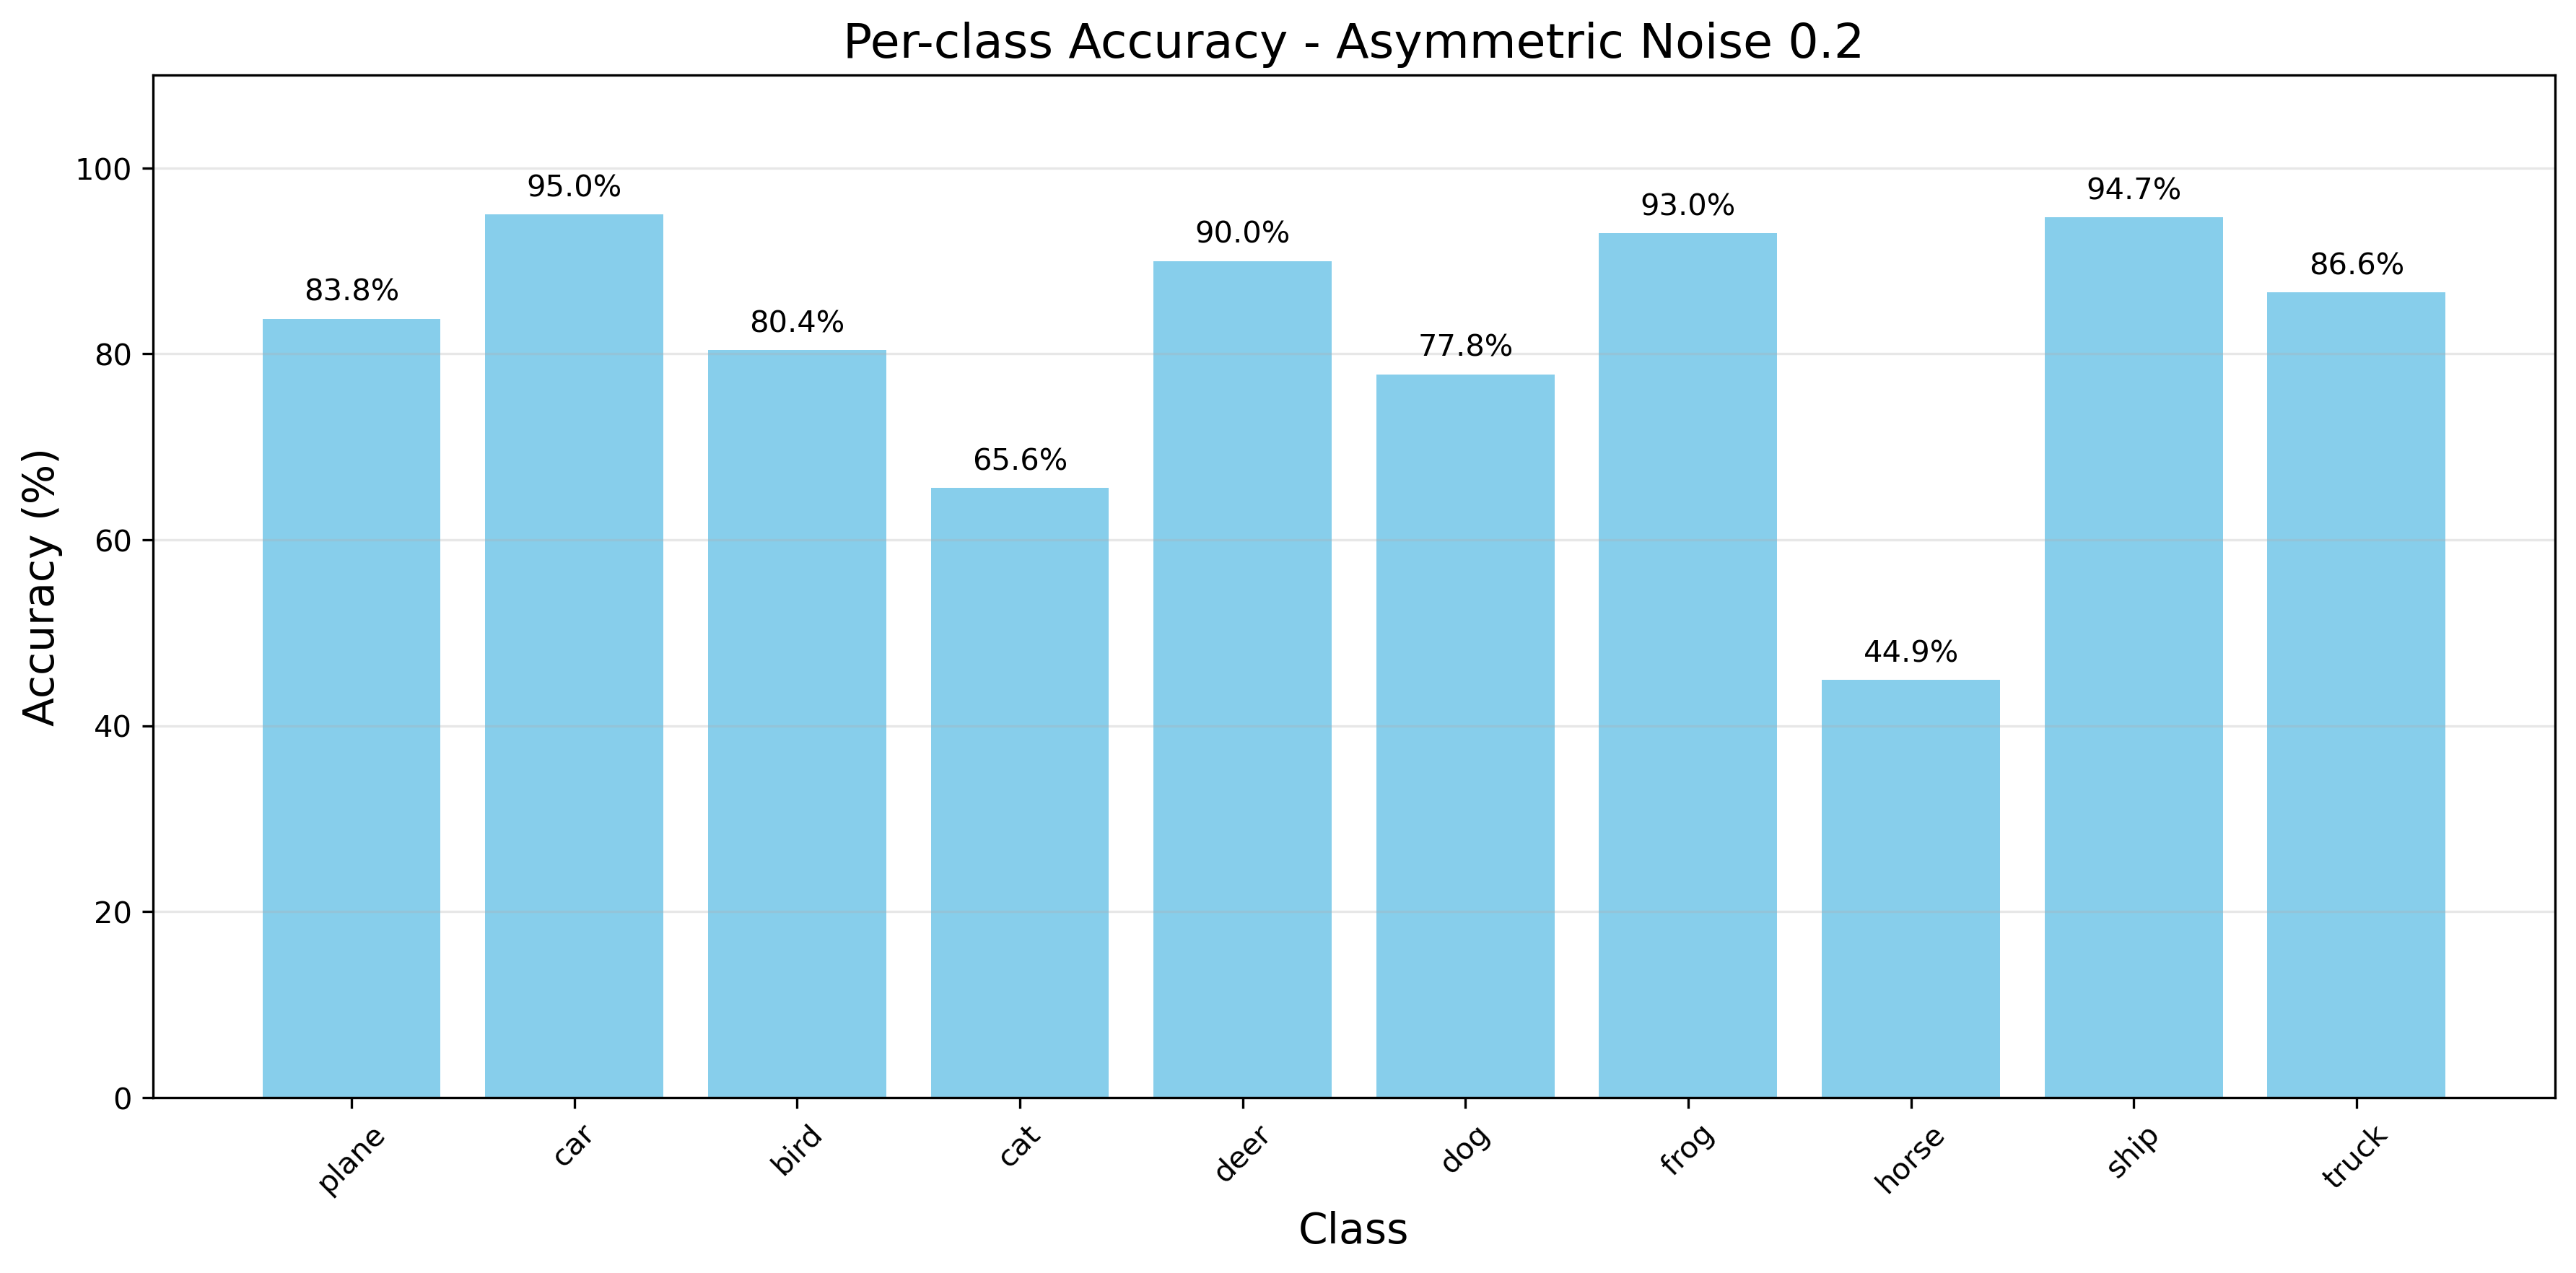 Per-class Accuracy - Asymmetric Noise 0.2
Accuracy (%)
100
80
60
40
20
0
83.8%
95.0%
80.4%
65.6%
90.0%
77.8%
93.0%
44.9%
94.7%
86.6%
plane
car
bird
cat
deer
dog
frog
horse
ship
truck
Class